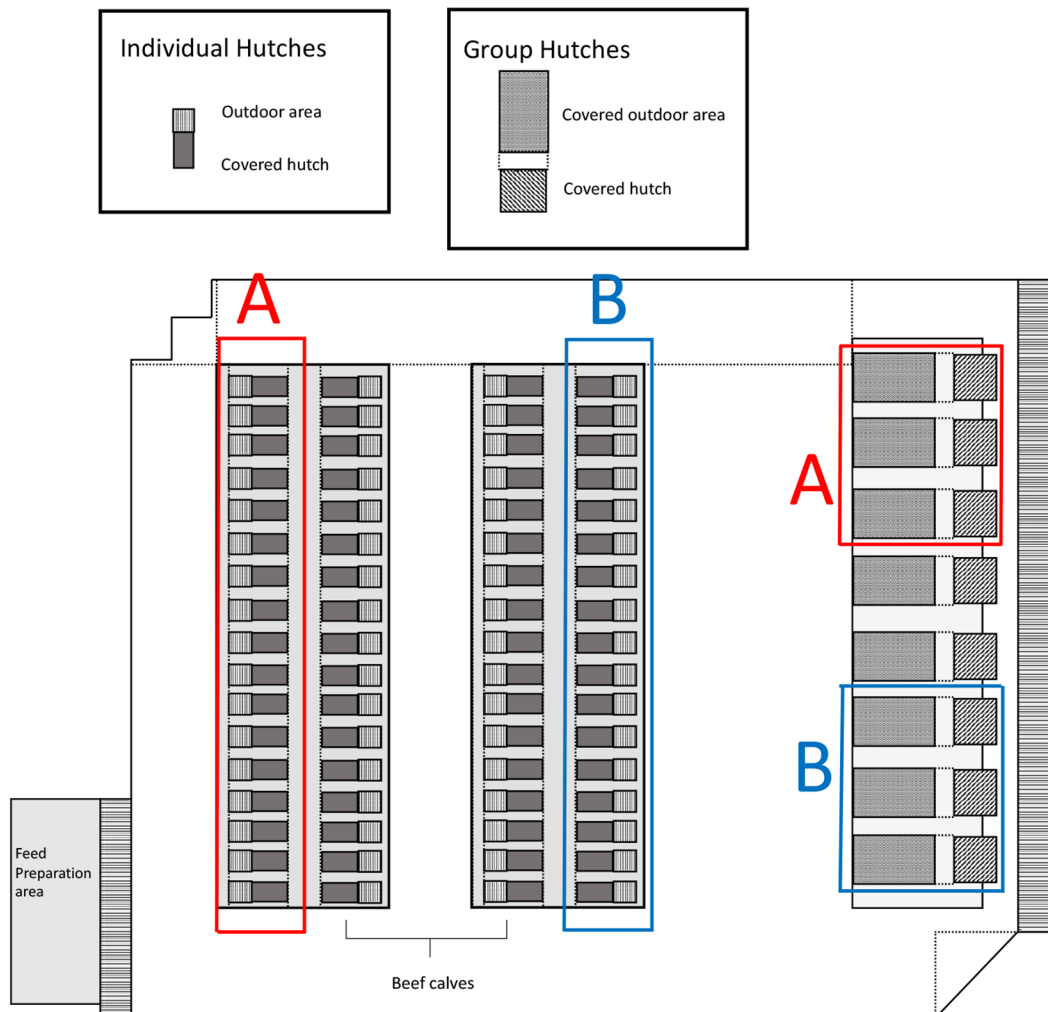 Individual Hutches
Outdoor area
Covered hutch
Group Hutches
Covered outdoor area
Covered hutch
A
B
A
B
Feed
Preparation
area
Beef calves